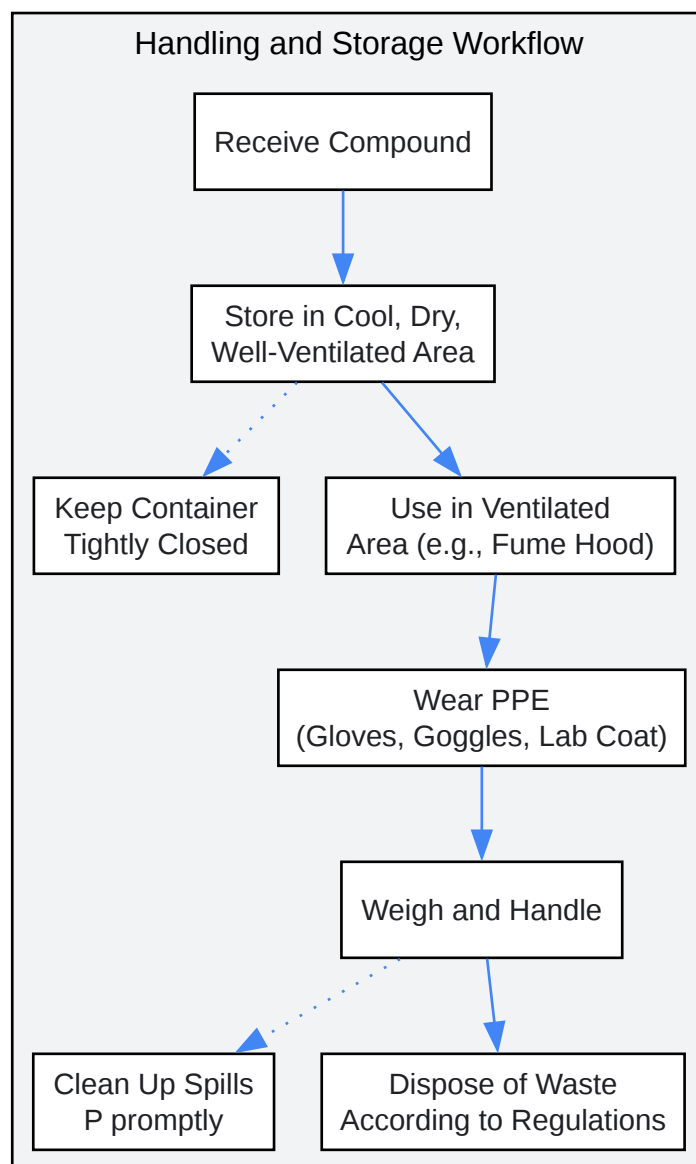 Handling and Storage Workflow
Receive Compound
Store in Cool, Dry,
Well-Ventilated Area
Keep Container
Tightly Closed
Use in Ventilated
Area (e.g., Fume Hood)
Wear PPE
(Gloves, Goggles, Lab Coat)
Weigh and Handle
Clean Up Spills
P promptly
Dispose of Waste
According to Regulations